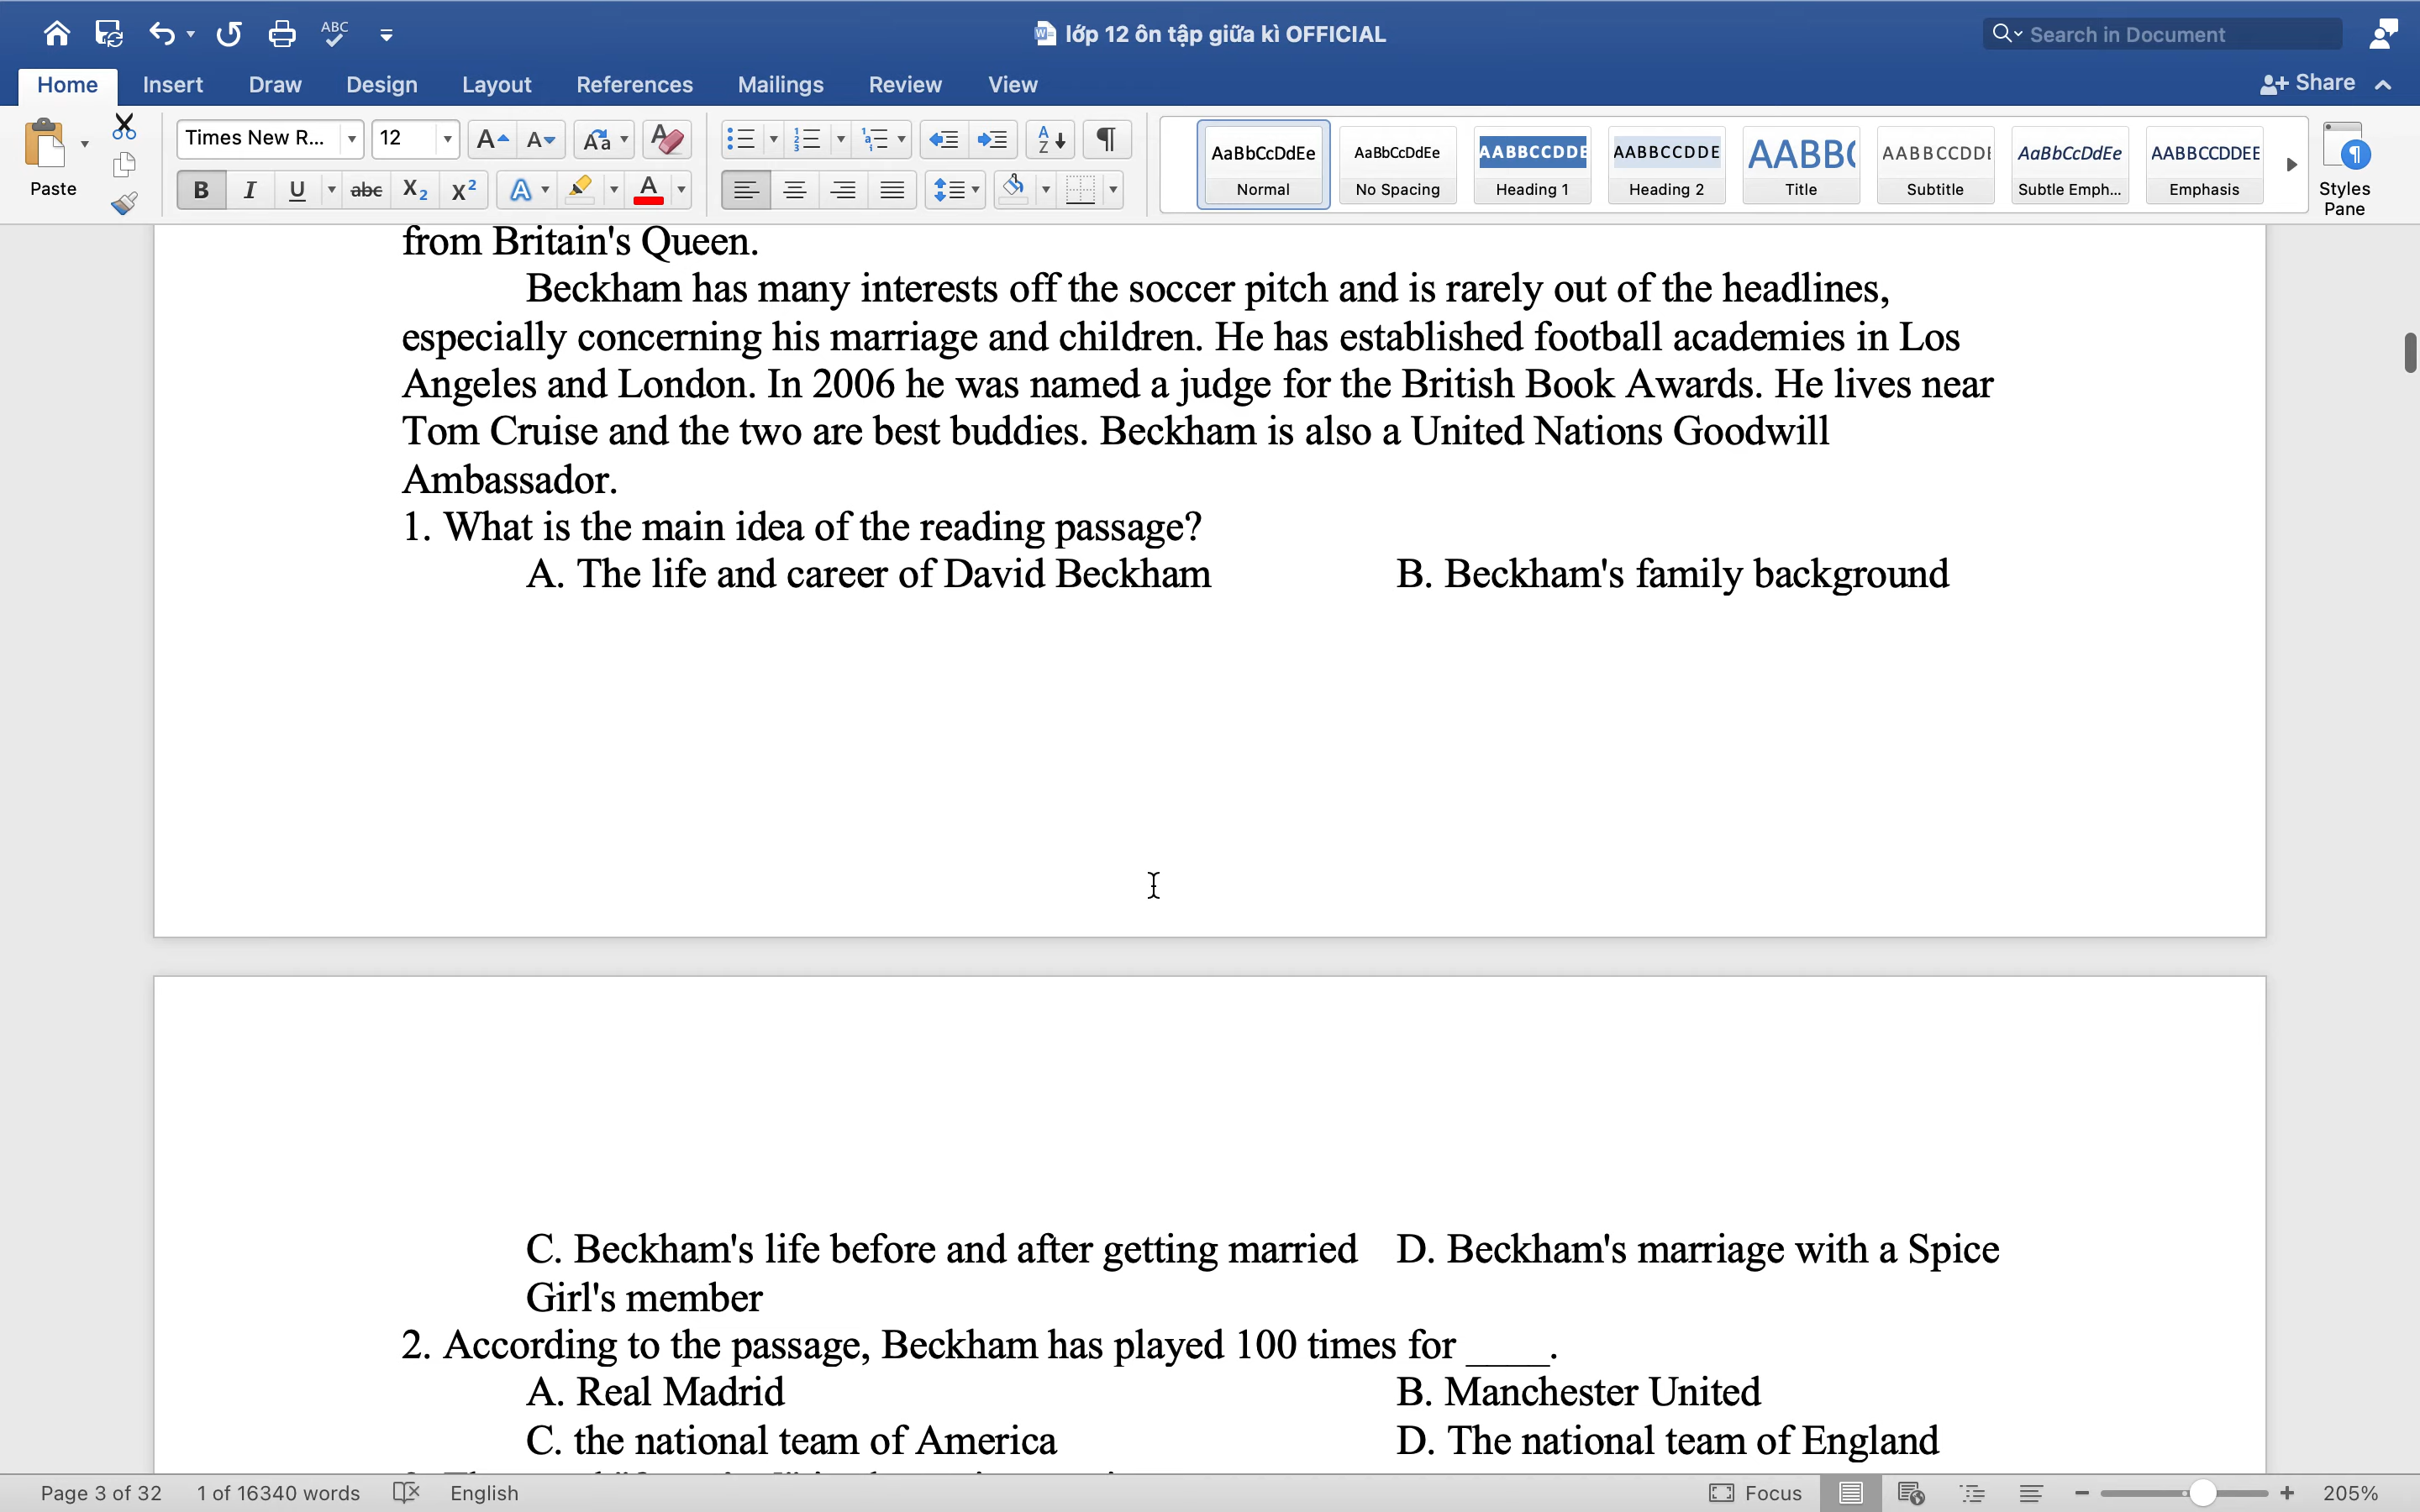 ABC
lớp 12 ôn tập giữa kì OFFICIAL
Search in Document
Home Insert Draw Design Layout References Mailings Review View
Share
Paste
Times New R... 12
AaBbCcDdEe AaBbCcDdEe AABBCCDDE AABBCCDDE AABB( AABBCCDDI AaBbCcDdEe AABBCCDDEE
Normal No Spacing Heading 1 Heading 2 Title Subtitle Subtle Emph... Emphasis
Styles
Pane
B I U abc X₂ X² A A
from Britain's Queen.
Beckham has many interests off the soccer pitch and is rarely out of the headlines,
especially concerning his marriage and children. He has established football academies in Los
Angeles and London. In 2006 he was named a judge for the British Book Awards. He lives near
Tom Cruise and the two are best buddies. Beckham is also a United Nations Goodwill
Ambassador.
1. What is the main idea of the reading passage?
A. The life and career of David Beckham B. Beckham's family background
C. Beckham's life before and after getting married D. Beckham's marriage with a Spice
Girl's member
2. According to the passage, Beckham has played 100 times for ____.
A. Real Madrid B. Manchester United
C. the national team of America D. The national team of England
Page 3 of 32 1 of 16340 words English Focus 205%